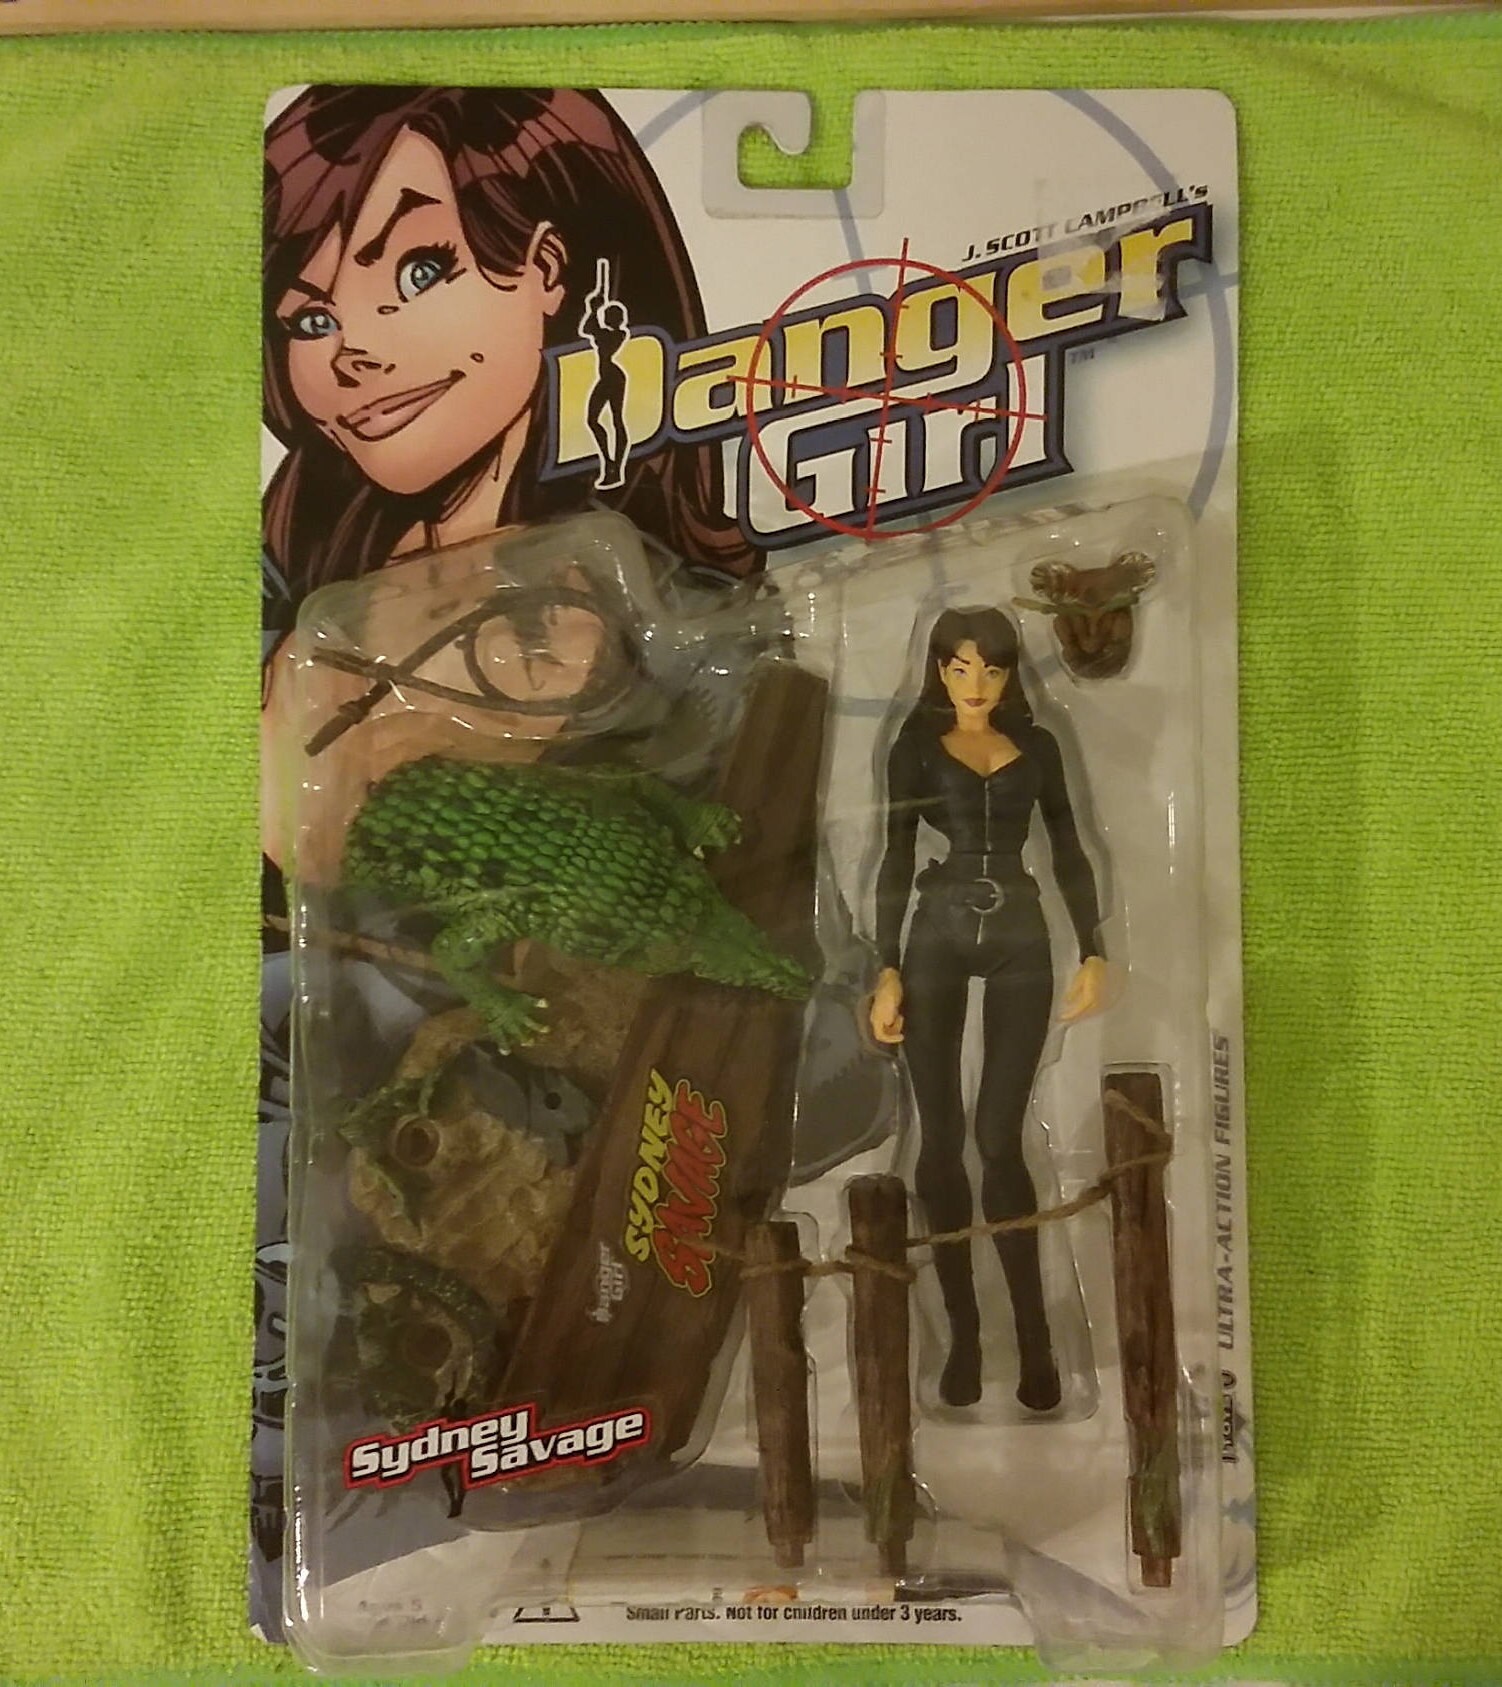 J. SCOTT CAMPBELL'S
Danger
Girl
TM
SYDNEY
SAVAGE
Danger
Girl
ULTRA-ACTION FIGURES
Sydney
Savage
Small Parts. Not for children under 3 years.